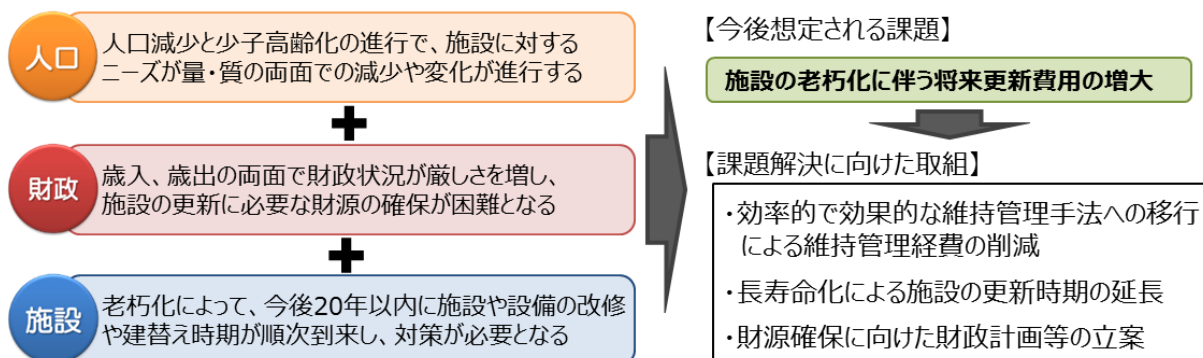 人口
人口減少と少子高齢化の進行で、施設に対する
ニーズが量・質の両面での減少や変化が進行する
財政
歳入、歳出の両面で財政状況が厳しさを増し、
施設の更新に必要な財源の確保が困難となる
施設
老朽化によって、今後20年以内に施設や設備の改修
や建替え時期が順次到来し、対策が必要となる
【今後想定される課題】
施設の老朽化に伴う将来更新費用の増大
【課題解決に向けた取組】
・効率的で効果的な維持管理手法への移行
による維持管理経費の削減
・長寿命化による施設の更新時期の延長
・財源確保に向けた財政計画等の立案